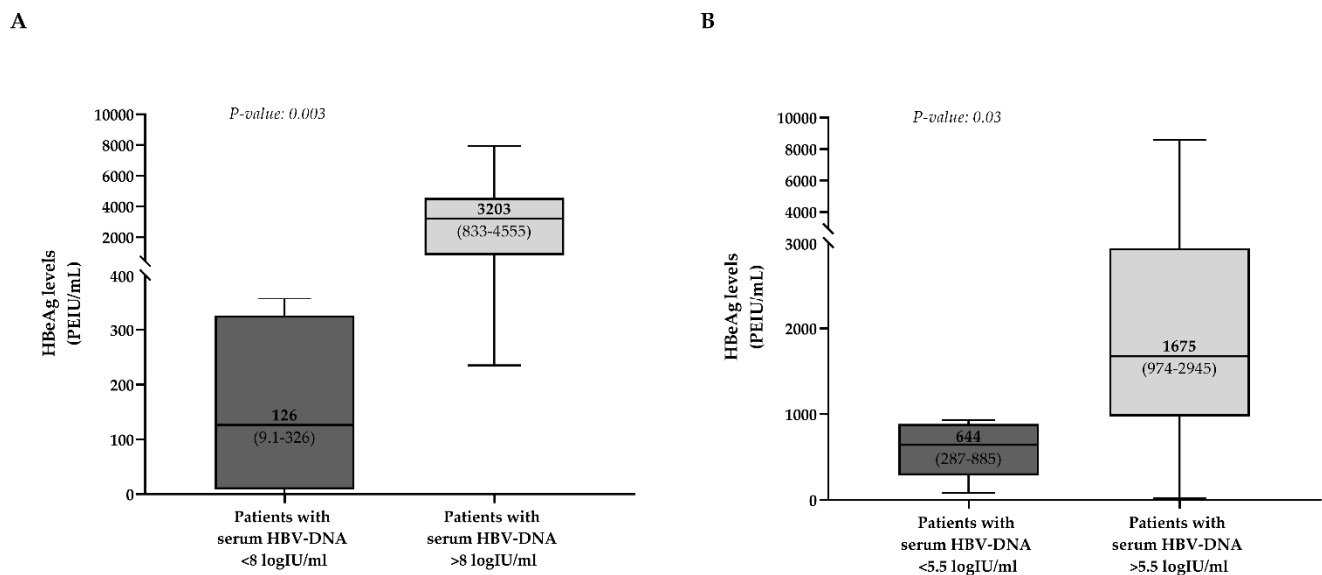 A
P-value: 0.003
HBeAg levels
(PEIU/mL)
10000
8000
6000
4000
2000
400
300
200
100
0
3203
(833-4555)
126
(9.1-326)
Patients with
serum HBV-DNA
<8 logIU/ml
Patients with
serum HBV-DNA
>8 logIU/ml
B
P-value: 0.03
HBeAg levels
(PEIU/mL)
10000
8000
6000
4000
3000
2000
1000
0
1675
(974-2945)
644
(287-885)
Patients with
serum HBV-DNA
<5.5 logIU/ml
Patients with
serum HBV-DNA
>5.5 logIU/ml